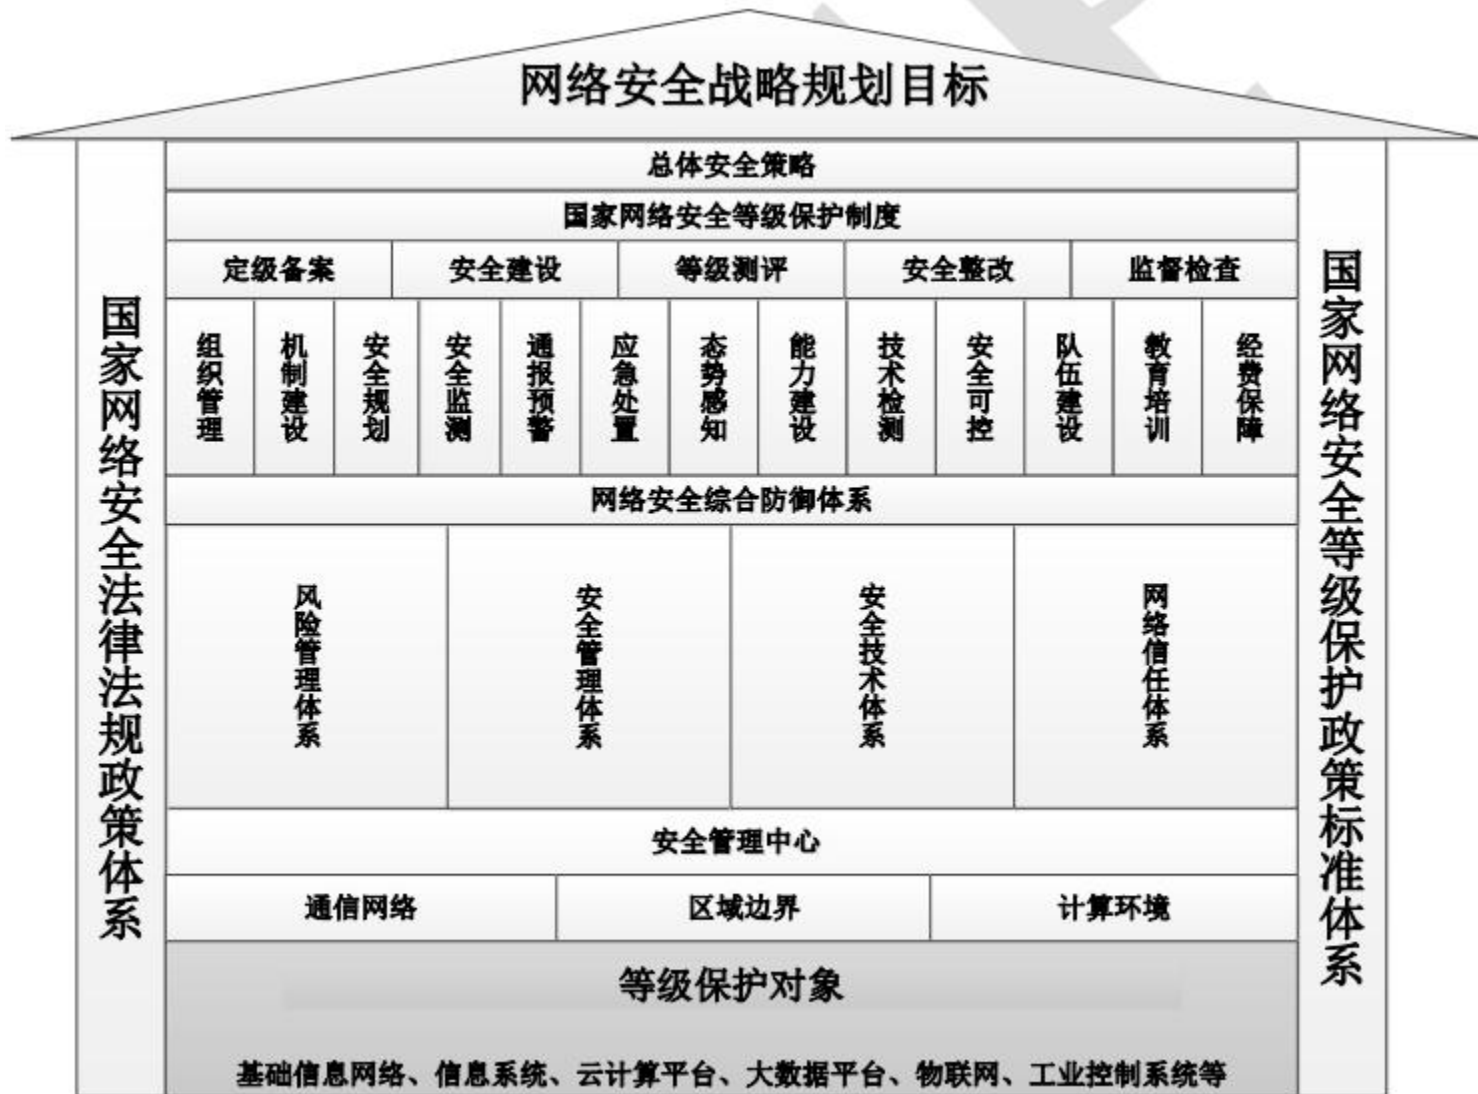 网络安全战略规划目标
总体安全策略
国家网络安全等级保护制度
定级备案
安全建设
等级测评
安全整改
监督检查
国家网络安全法律法规政策体系
组织管理
机制建设
安全规划
安全监测
通报预警
应急处置
态势感知
能力建设
技术检测
安全可控
队伍建设
教育培训
经费保障
国家网络安全等级保护政策标准体系
网络安全综合防御体系
风险管理体系
安全管理体系
安全技术体系
网络信任体系
安全管理中心
通信网络
区域边界
计算环境
等级保护对象
基础信息网络、信息系统、云计算平台、大数据平台、物联网、工业控制系统等